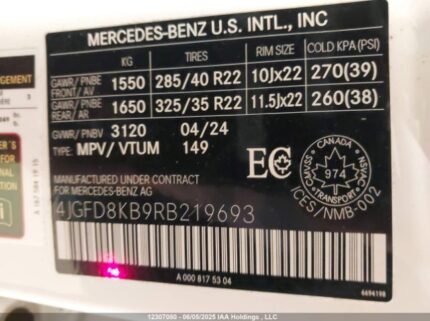 MERCEDES-BENZ U.S. INTL., INC
KG TIRES RIM SIZE COLD KPA(PSI)
GAWR/PNBE FRONT/AV 1550 285/40 R22 10Jx22 270(39)
GAWR/PNBE REAR/AR 1650 325/35 R22 11.5Jx22 260(38)
GVWR/PNBV 3120 04/24
TYPE: MPV/VTUM 149
EC
CANADA
974
TRANSPORT
ICES/NMB-002
MANUFACTURED UNDER CONTRACT
FOR MERCEDES-BENZ AG
4JGFD8KB9RB219693
A 000 817 53 04
6694198
12307060 - 06/05/2025 IAA Holdings , LLC